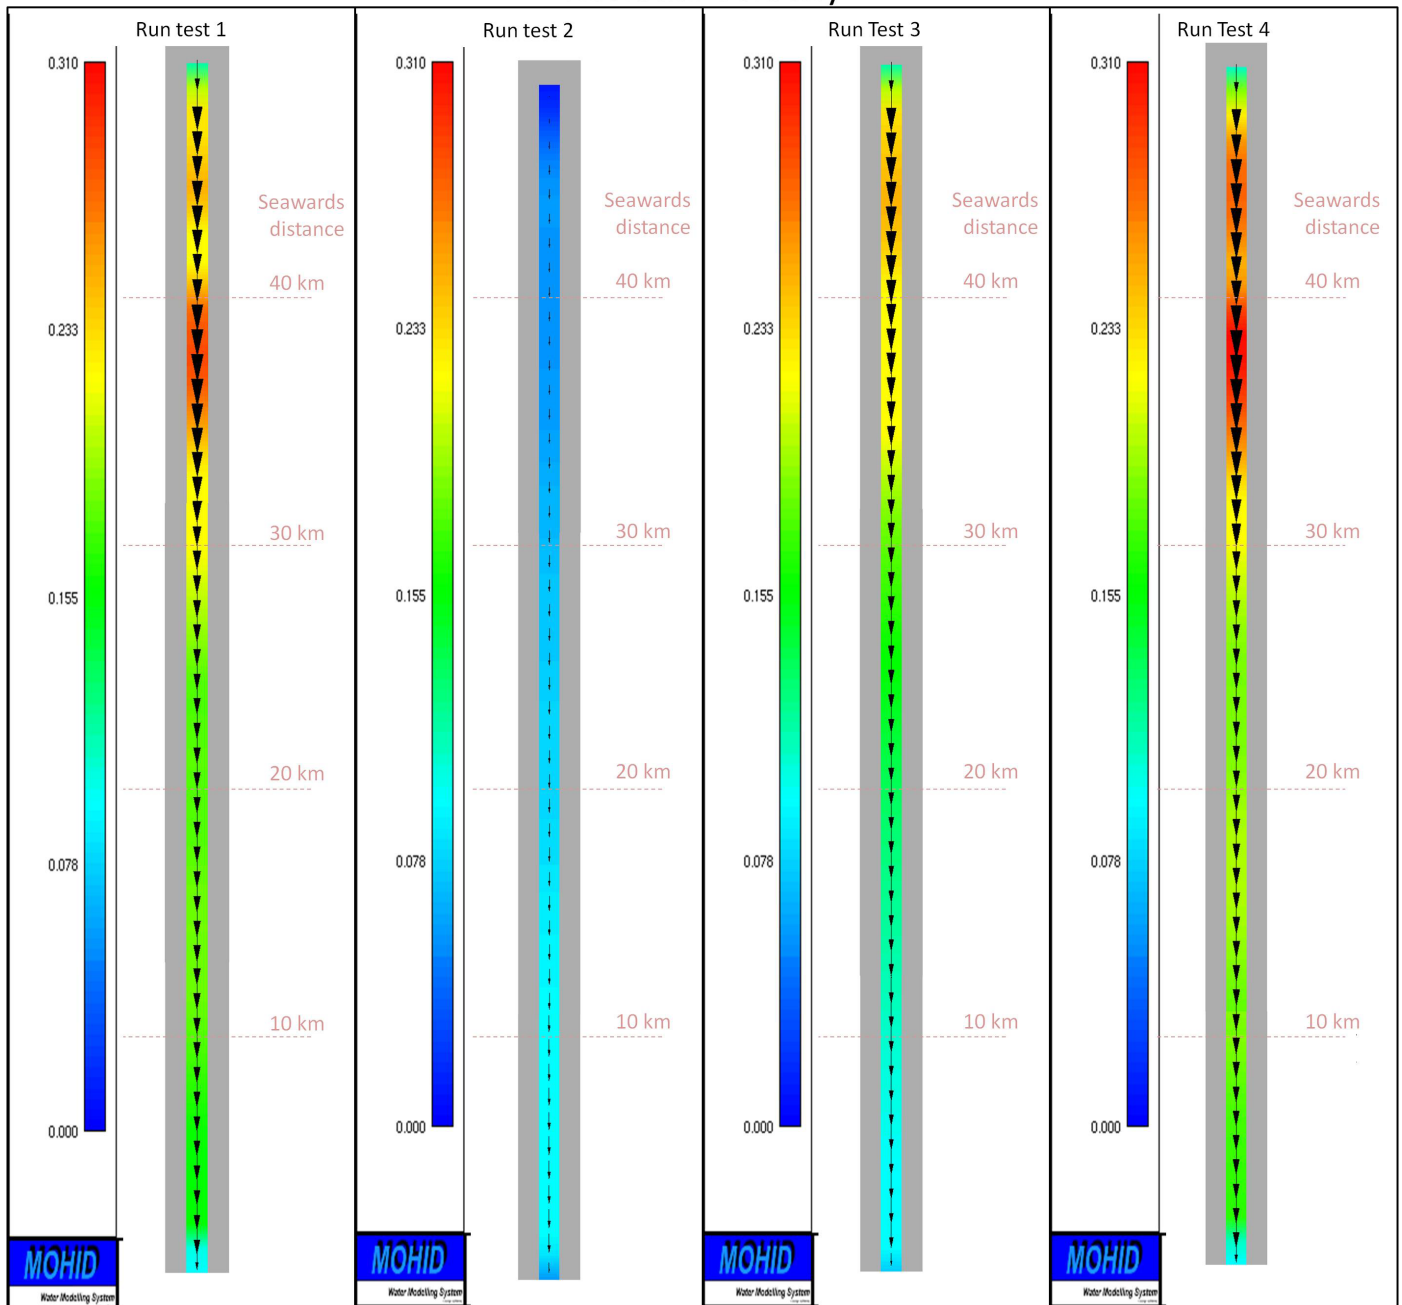 Run test 1
0.310
Seawards
distance
40 km
0.233
30 km
0.155
20 km
0.078
10 km
0.000
MOHID
Water Modelling System
Run test 2
0.310
Seawards
distance
40 km
0.233
30 km
0.155
20 km
0.078
10 km
0.000
MOHID
Water Modelling System
Run Test 3
0.310
Seawards
distance
40 km
0.233
30 km
0.155
20 km
0.078
10 km
0.000
MOHID
Water Modelling System
Run Test 4
0.310
Seawards
distance
40 km
0.233
30 km
0.155
20 km
0.078
10 km
0.000
MOHID
Water Modelling System